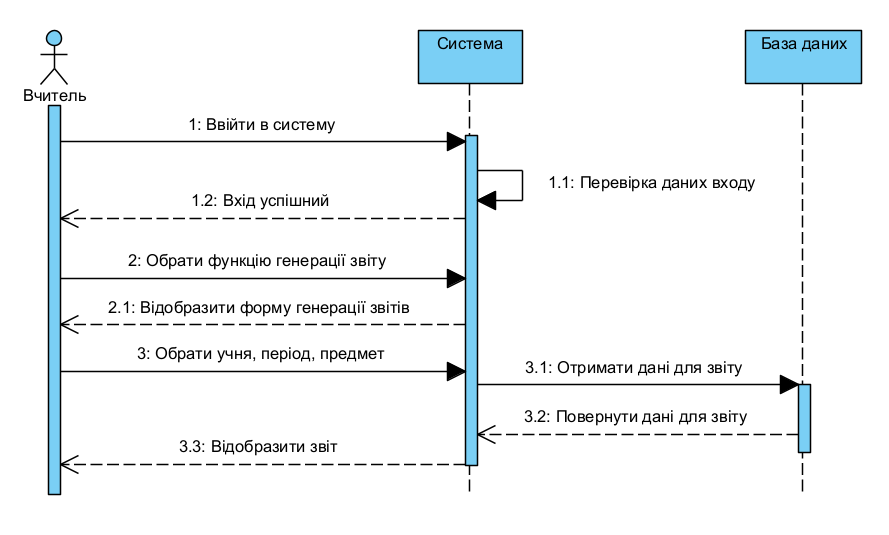 Система
База даних
Вчитель
1: Ввійти в систему
1.1: Перевірка даних входу
1.2: Вхід успішний
2: Обрати функцію генерації звіту
2.1: Відобразити форму генерації звітів
3: Обрати учня, період, предмет
3.1: Отримати дані для звіту
3.2: Повернути дані для звіту
3.3: Відобразити звіт